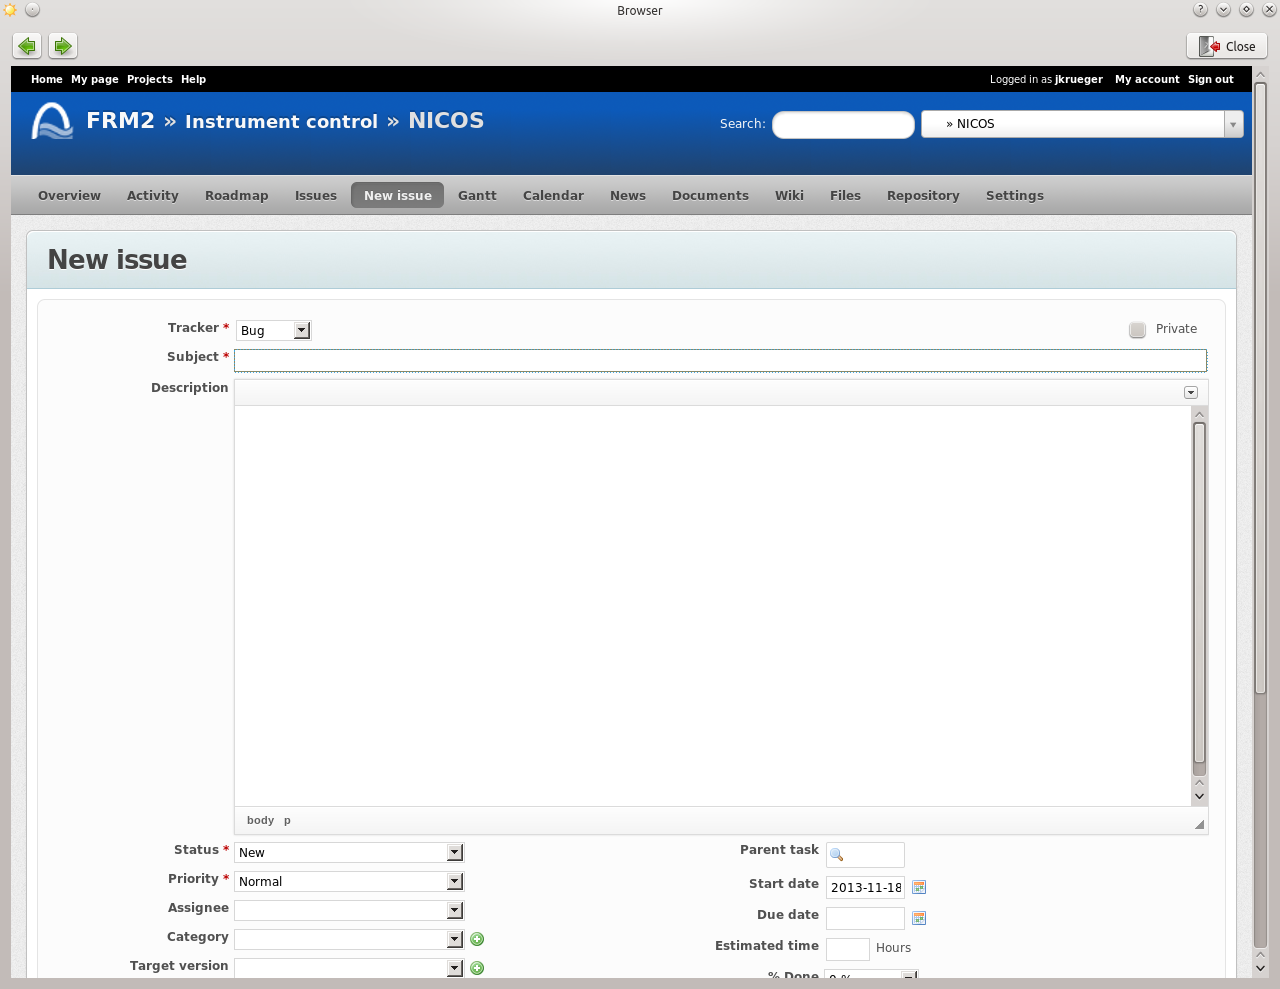 Browser
Close
Home My page Projects Help Logged in as jkrueger My account Sign out
FRM2 » Instrument control » NICOS Search: » NICOS
Overview Activity Roadmap Issues New issue Gantt Calendar News Documents Wiki Files Repository Settings
New issue
Tracker * Bug Private
Subject *
Description
body p
Status * New Parent task
Priority * Normal Start date 2013-11-18
Assignee Due date
Category Estimated time Hours
Target version % Done 0 %